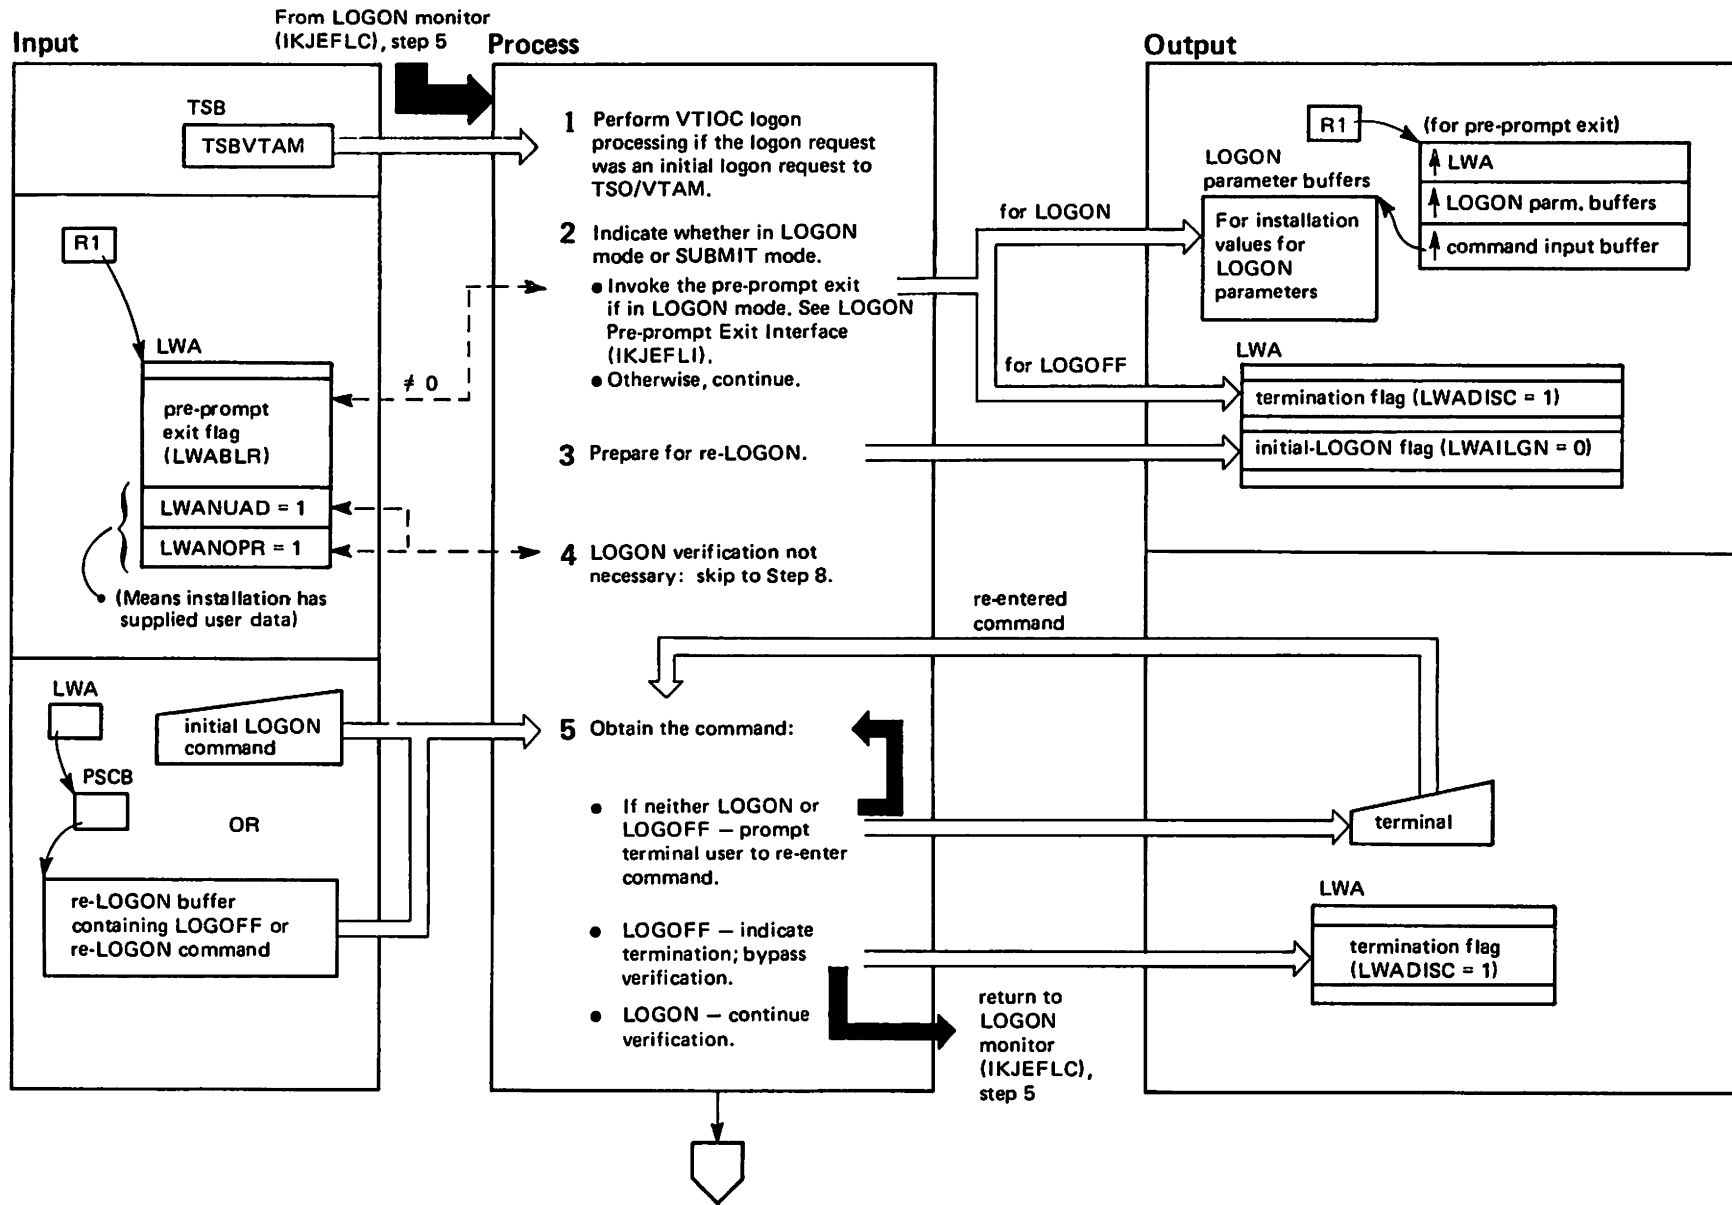 From LOGON monitor
(IKJEFLC), step 5
Input
Process
Output
TSB
TSBVTAM
R1
LWA
≠ 0
pre-prompt
exit flag
(LWABLR)
LWANUAD = 1
LWANOPR = 1
(Means installation has
supplied user data)
LWA
initial LOGON
command
PSCB
OR
re-LOGON buffer
containing LOGOFF or
re-LOGON command
1 Perform VTIOC logon
processing if the logon request
was an initial logon request to
TSO/VTAM.
2 Indicate whether in LOGON
mode or SUBMIT mode.
● Invoke the pre-prompt exit
if in LOGON mode. See LOGON
Pre-prompt Exit Interface
(IKJEFLI).
● Otherwise, continue.
3 Prepare for re-LOGON.
4 LOGON verification not
necessary: skip to Step 8.
5 Obtain the command:
● If neither LOGON or
LOGOFF — prompt
terminal user to re-enter
command.
● LOGOFF — indicate
termination; bypass
verification.
● LOGON — continue
verification.
for LOGON
for LOGOFF
re-entered
command
return to
LOGON
monitor
(IKJEFLC),
step 5
R1
(for pre-prompt exit)
LWA
LOGON parm. buffers
command input buffer
LOGON
parameter buffers
For installation
values for
LOGON
parameters
LWA
termination flag (LWADISC = 1)
initial-LOGON flag (LWAILGN = 0)
terminal
LWA
termination flag
(LWADISC = 1)